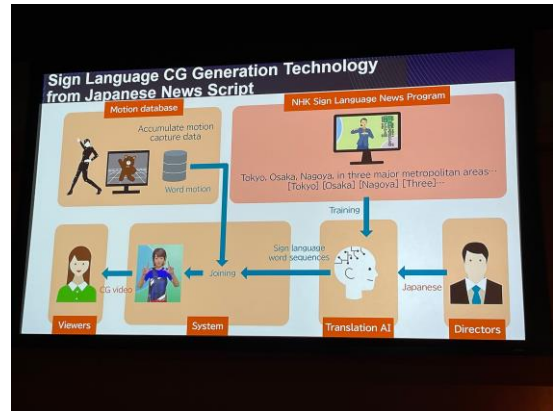 Sign Language CG Generation Technology
from Japanese News Script
Motion database
Accumulate motion
capture data
Word motion
NHK Sign Language News Program
Tokyo, Osaka, Nagoya, in three major metropolitan areas…
[Tokyo] [Osaka] [Nagoya] [Three]…
Training
Sign language
word sequences
Joining
CG video
Japanese
Viewers
System
Translation AI
Directors